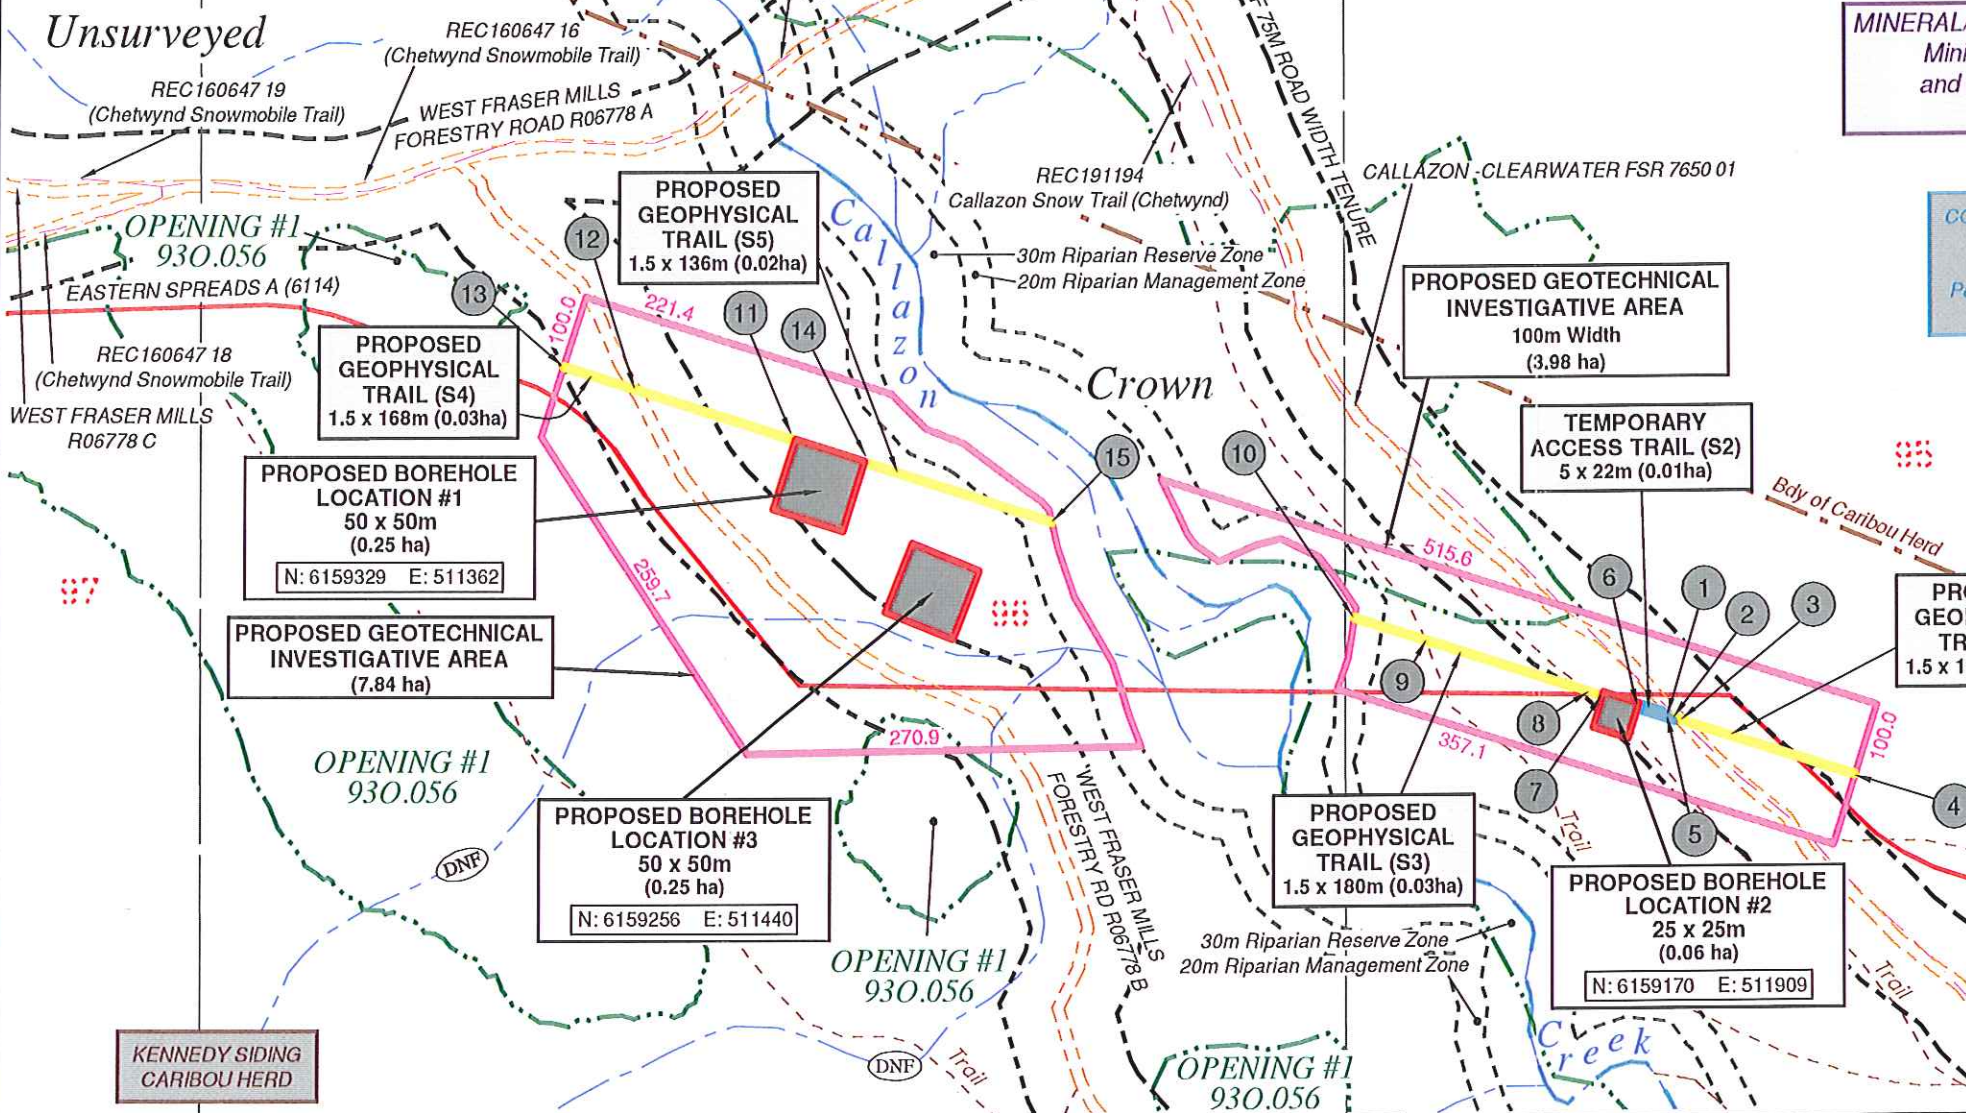 Unsurveyed
REC160647 16
(Chetwynd Snowmobile Trail)
REC160647 19
(Chetwynd Snowmobile Trail)
WEST FRASER MILLS
FORESTRY ROAD R06778 A
F 75M ROAD WIDTH TENURE
MINERAL
Mini
and
REC191194
Callazon Snow Trail (Chetwynd)
CALLAZON -CLEARWATER FSR 7650 01
PROPOSED
GEOPHYSICAL
TRAIL (S5)
1.5 x 136m (0.02ha)
Callazon
OPENING #1
93O.056
12
30m Riparian Reserve Zone
20m Riparian Management Zone
EASTERN SPREADS A (6114)
13
100.0
221.4
11
14
PROPOSED GEOTECHNICAL
INVESTIGATIVE AREA
100m Width
(3.98 ha)
REC160647 18
(Chetwynd Snowmobile Trail)
WEST FRASER MILLS
R06778 C
PROPOSED
GEOPHYSICAL
TRAIL (S4)
1.5 x 168m (0.03ha)
Crown
TEMPORARY
ACCESS TRAIL (S2)
5 x 22m (0.01ha)
95
PROPOSED BOREHOLE
LOCATION #1
50 x 50m
(0.25 ha)
N: 6159329 E: 511362
15
10
Bdy of Caribou Herd
515.6
97
259.7
96
6
1
2
3
PR
GEO
TR
1.5 x 1
PROPOSED GEOTECHNICAL
INVESTIGATIVE AREA
(7.84 ha)
9
8
7
5
4
100.0
357.1
270.9
OPENING #1
93O.056
PROPOSED BOREHOLE
LOCATION #3
50 x 50m
(0.25 ha)
N: 6159256 E: 511440
WEST FRASER MILLS
FORESTRY RD R06778 B
PROPOSED
GEOPHYSICAL
TRAIL (S3)
1.5 x 180m (0.03ha)
Trail
DNF
PROPOSED BOREHOLE
LOCATION #2
25 x 25m
(0.06 ha)
N: 6159170 E: 511909
30m Riparian Reserve Zone
20m Riparian Management Zone
OPENING #1
93O.056
Trail
KENNEDY SIDING
CARIBOU HERD
DNF
Trail
Creek
OPENING #1
93O.056